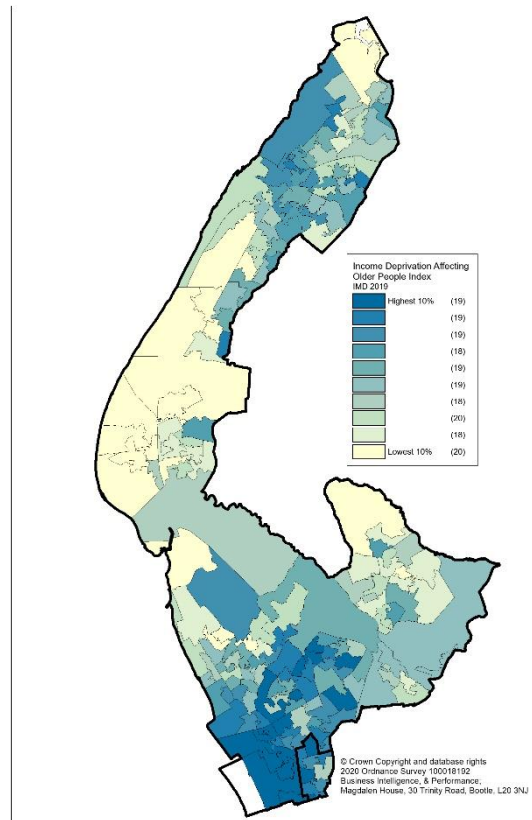 Income Deprivation Affecting
Older People Index
IMD 2019
Highest 10% (19)
(19)
(19)
(18)
(19)
(19)
(18)
(20)
(18)
Lowest 10% (20)
© Crown Copyright and database rights
2020 Ordnance Survey 100018192
Business Intelligence, & Performance,
Magdalen House, 30 Trinity Road, Bootle, L20 3NJ